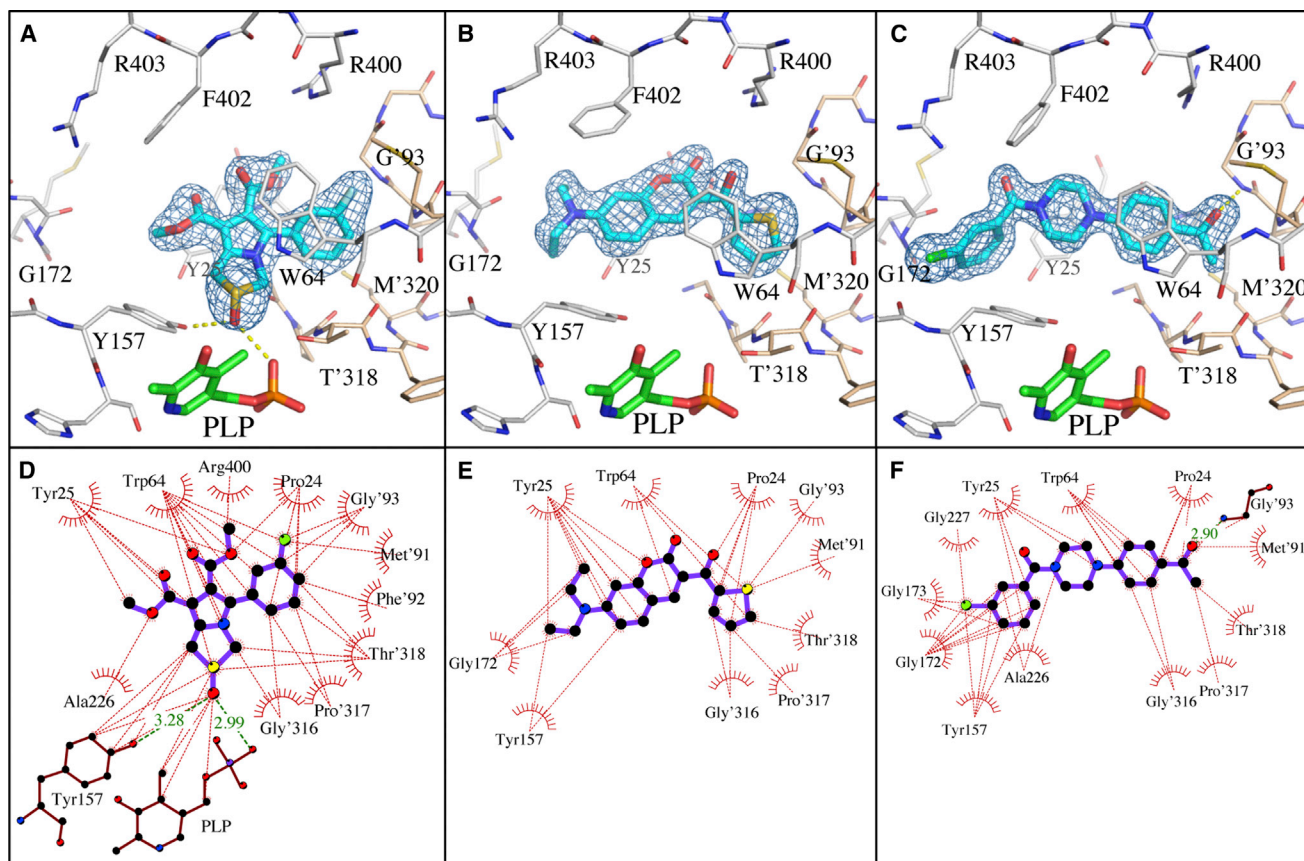 A
R403
R400
F402
G'93
G172
W64
M'320
Y157
T'318
PLP
B
R403
R400
F402
G'93
Y25
W64
M'320
Y157
T'318
PLP
C
R403
R400
F402
G'93
G172
Y25
W64
M'320
Y157
T'318
PLP
D
Arg400
Tyr25
Trp64
Pro24
Gly'93
Met'91
Phe'92
Thr'318
Ala226
Pro'317
Gly'316
3.28
2.99
Tyr157
PLP
E
Tyr25
Trp64
Pro24
Gly'93
Met'91
Thr'318
Gly172
Pro'317
Gly'316
Tyr157
F
Tyr25
Trp64
Pro24
Gly'93
2.90
Gly227
Met'91
Gly173
Thr'318
Gly172
Ala226
Pro'317
Gly'316
Tyr157